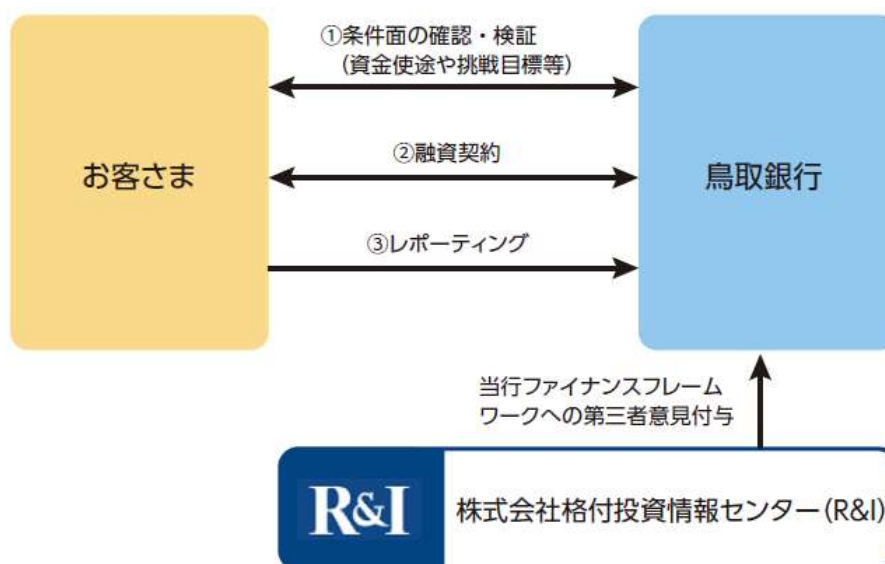 ①条件面の確認・検証
(資金使途や挑戦目標等)
お客さま
②融資契約
鳥取銀行
③レポーティング
当行ファイナンスフレーム
ワークへの第三者意見付与
R&I
株式会社格付投資情報センター(R&I)